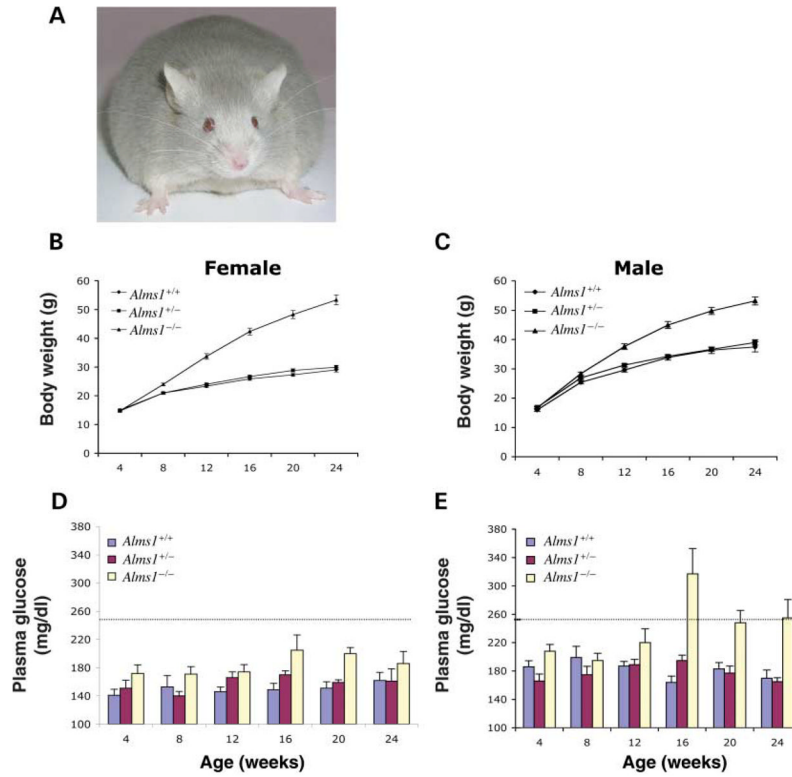 A
B
Female
Body weight (g)
Alms1+/+
Alms1+/−
Alms1−/−
60
50
40
30
20
10
0
4 8 12 16 20 24
C
Male
Body weight (g)
Alms1+/+
Alms1+/−
Alms1−/−
60
50
40
30
20
10
0
4 8 12 16 20 24
D
Plasma glucose
(mg/dl)
Alms1+/+
Alms1+/−
Alms1−/−
380
340
300
260
220
180
140
100
4 8 12 16 20 24
Age (weeks)
E
Plasma glucose
(mg/dl)
Alms1+/+
Alms1+/−
Alms1−/−
380
340
300
260
220
180
140
100
4 8 12 16 20 24
Age (weeks)